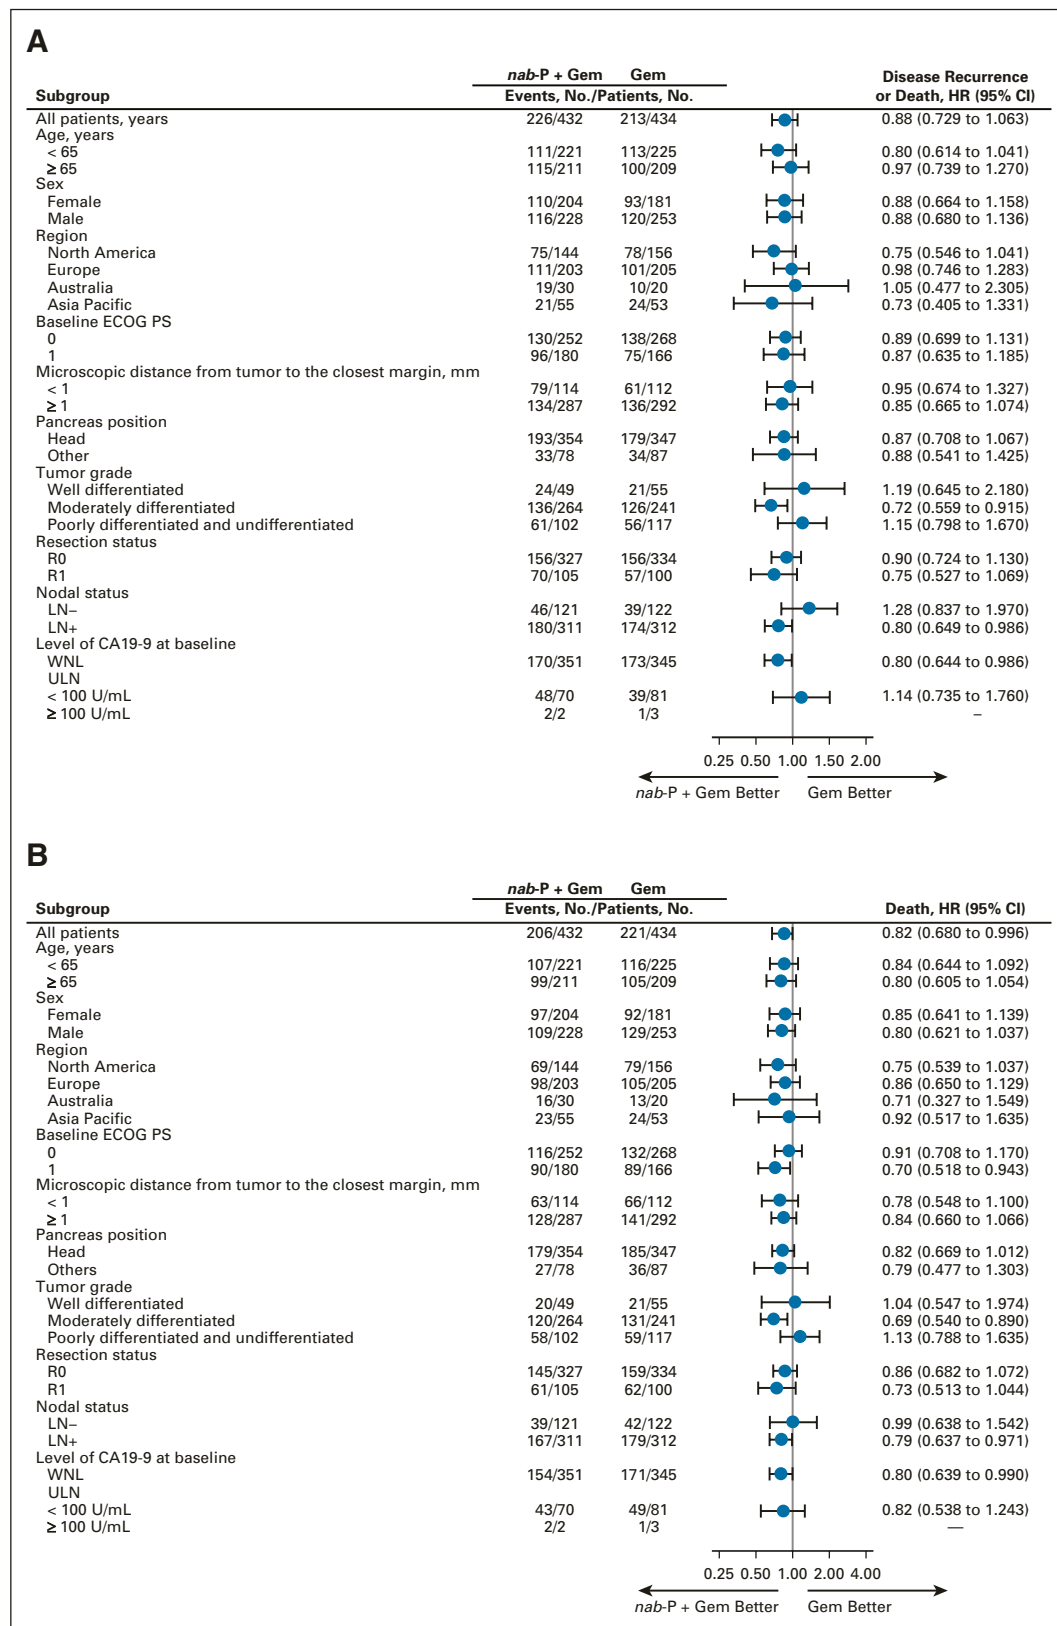 A
nab-P + Gem Gem Disease Recurrence
Subgroup Events, No./Patients, No. or Death, HR (95% CI)
All patients, years 226/432 213/434 0.88 (0.729 to 1.063)
Age, years
< 65 111/221 113/225 0.80 (0.614 to 1.041)
≥ 65 115/211 100/209 0.97 (0.739 to 1.270)
Sex
Female 110/204 93/181 0.88 (0.664 to 1.158)
Male 116/228 120/253 0.88 (0.680 to 1.136)
Region
North America 75/144 78/156 0.75 (0.546 to 1.041)
Europe 111/203 101/205 0.98 (0.746 to 1.283)
Australia 19/30 10/20 1.05 (0.477 to 2.305)
Asia Pacific 21/55 24/53 0.73 (0.405 to 1.331)
Baseline ECOG PS
0 130/252 138/268 0.89 (0.699 to 1.131)
1 96/180 75/166 0.87 (0.635 to 1.185)
Microscopic distance from tumor to the closest margin, mm
< 1 79/114 61/112 0.95 (0.674 to 1.327)
≥ 1 134/287 136/292 0.85 (0.665 to 1.074)
Pancreas position
Head 193/354 179/347 0.87 (0.708 to 1.067)
Other 33/78 34/87 0.88 (0.541 to 1.425)
Tumor grade
Well differentiated 24/49 21/55 1.19 (0.645 to 2.180)
Moderately differentiated 136/264 126/241 0.72 (0.559 to 0.915)
Poorly differentiated and undifferentiated 61/102 56/117 1.15 (0.798 to 1.670)
Resection status
R0 156/327 156/334 0.90 (0.724 to 1.130)
R1 70/105 57/100 0.75 (0.527 to 1.069)
Nodal status
LN− 46/121 39/122 1.28 (0.837 to 1.970)
LN+ 180/311 174/312 0.80 (0.649 to 0.986)
Level of CA19-9 at baseline
WNL 170/351 173/345 0.80 (0.644 to 0.986)
ULN
< 100 U/mL 48/70 39/81 1.14 (0.735 to 1.760)
≥ 100 U/mL 2/2 1/3 –
0.25 0.50 1.00 1.50 2.00
nab-P + Gem Better Gem Better
B
nab-P + Gem Gem
Subgroup Events, No./Patients, No. Death, HR (95% CI)
All patients 206/432 221/434 0.82 (0.680 to 0.996)
Age, years
< 65 107/221 116/225 0.84 (0.644 to 1.092)
≥ 65 99/211 105/209 0.80 (0.605 to 1.054)
Sex
Female 97/204 92/181 0.85 (0.641 to 1.139)
Male 109/228 129/253 0.80 (0.621 to 1.037)
Region
North America 69/144 79/156 0.75 (0.539 to 1.037)
Europe 98/203 105/205 0.86 (0.650 to 1.129)
Australia 16/30 13/20 0.71 (0.327 to 1.549)
Asia Pacific 23/55 24/53 0.92 (0.517 to 1.635)
Baseline ECOG PS
0 116/252 132/268 0.91 (0.708 to 1.170)
1 90/180 89/166 0.70 (0.518 to 0.943)
Microscopic distance from tumor to the closest margin, mm
< 1 63/114 66/112 0.78 (0.548 to 1.100)
≥ 1 128/287 141/292 0.84 (0.660 to 1.066)
Pancreas position
Head 179/354 185/347 0.82 (0.669 to 1.012)
Others 27/78 36/87 0.79 (0.477 to 1.303)
Tumor grade
Well differentiated 20/49 21/55 1.04 (0.547 to 1.974)
Moderately differentiated 120/264 131/241 0.69 (0.540 to 0.890)
Poorly differentiated and undifferentiated 58/102 59/117 1.13 (0.788 to 1.635)
Resection status
R0 145/327 159/334 0.86 (0.682 to 1.072)
R1 61/105 62/100 0.73 (0.513 to 1.044)
Nodal status
LN− 39/121 42/122 0.99 (0.638 to 1.542)
LN+ 167/311 179/312 0.79 (0.637 to 0.971)
Level of CA19-9 at baseline
WNL 154/351 171/345 0.80 (0.639 to 0.990)
ULN
< 100 U/mL 43/70 49/81 0.82 (0.538 to 1.243)
≥ 100 U/mL 2/2 1/3 —
0.25 0.50 1.00 2.00 4.00
nab-P + Gem Better Gem Better